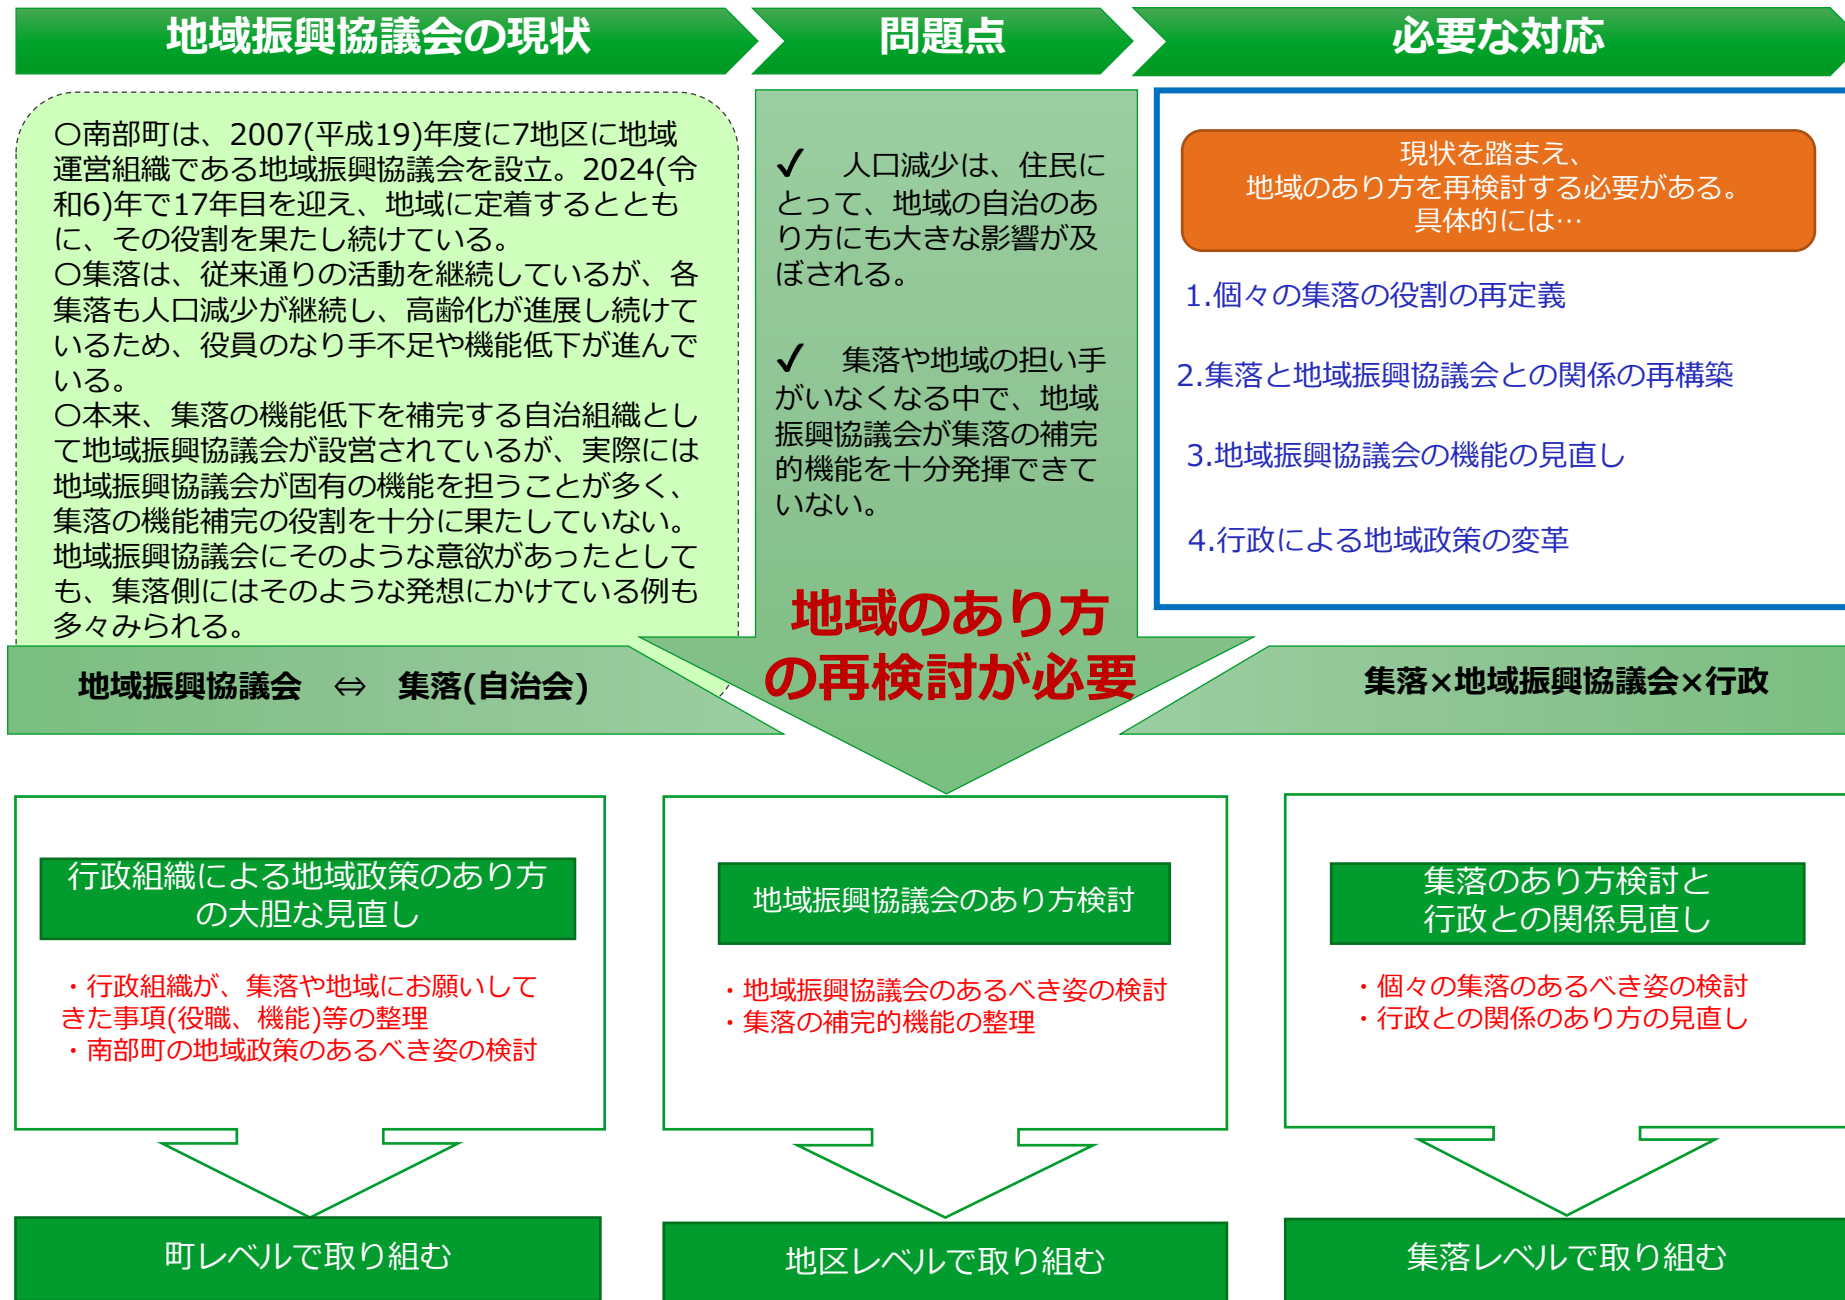 地域振興協議会の現状
問題点
必要な対応
〇南部町は、2007(平成19)年度に7地区に地域
運営組織である地域振興協議会を設立。2024(令
和6)年で17年目を迎え、地域に定着するととも
に、その役割を果たし続けている。
〇集落は、従来通りの活動を継続しているが、各
集落も人口減少が継続し、高齢化が進展し続けて
いるため、役員のなり手不足や機能低下が進んで
いる。
〇本来、集落の機能低下を補完する自治組織とし
て地域振興協議会が設営されているが、実際には
地域振興協議会が固有の機能を担うことが多く、
集落の機能補完の役割を十分に果たしていない。
地域振興協議会にそのような意欲があったとして
も、集落側にはそのような発想にかけている例も
多々みられる。
✓ 人口減少は、住民に
とって、地域の自治のあ
り方にも大きな影響が及
ぼされる。
✓ 集落や地域の担い手
がいなくなる中で、地域
振興協議会が集落の補完
的機能を十分発揮できて
いない。
地域のあり方
の再検討が必要
現状を踏まえ、
地域のあり方を再検討する必要がある。
具体的には…
1.個々の集落の役割の再定義
2.集落と地域振興協議会との関係の再構築
3.地域振興協議会の機能の見直し
4.行政による地域政策の変革
地域振興協議会 ⇔ 集落(自治会)
集落×地域振興協議会×行政
行政組織による地域政策のあり方
の大胆な見直し
・行政組織が、集落や地域にお願いして
きた事項(役職、機能)等の整理
・南部町の地域政策のあるべき姿の検討
町レベルで取り組む
地域振興協議会のあり方検討
・地域振興協議会のあるべき姿の検討
・集落の補完的機能の整理
地区レベルで取り組む
集落のあり方検討と
行政との関係見直し
・個々の集落のあるべき姿の検討
・行政との関係のあり方の見直し
集落レベルで取り組む